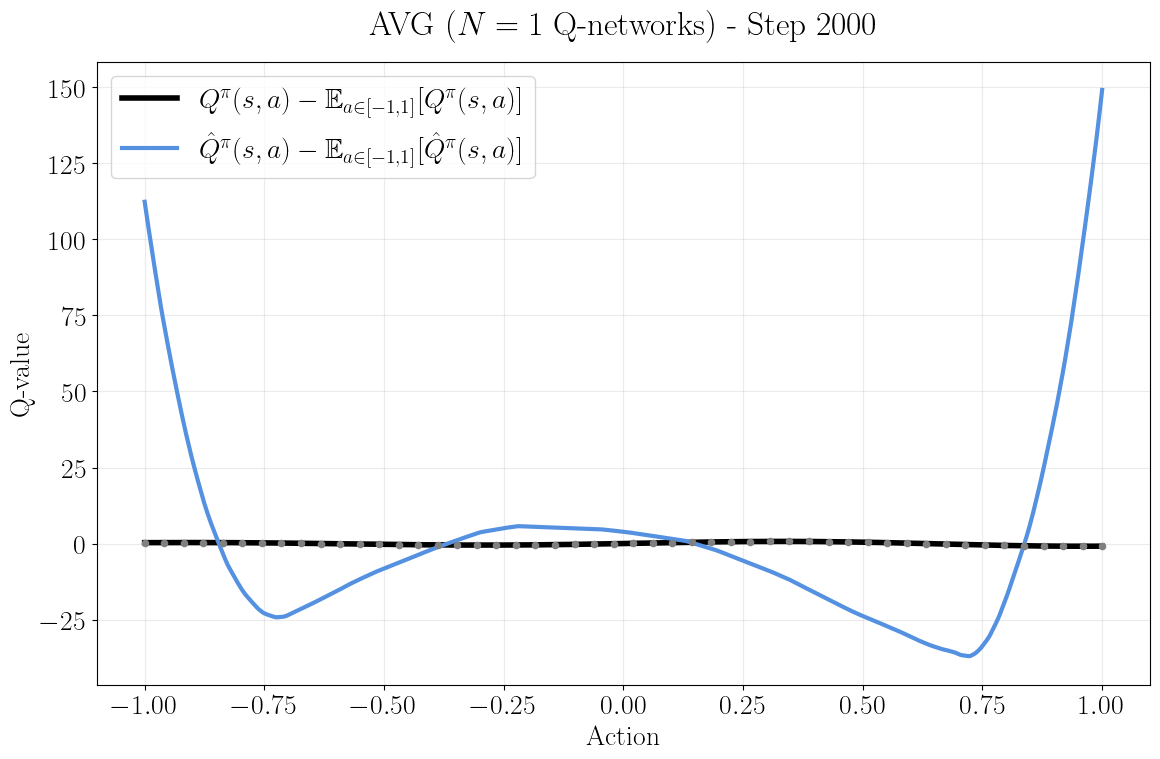 AVG (N = 1 Q-networks) - Step 2000
Q^π(s, a) − 𝔼_{a∈[−1,1]}[Q^π(s, a)]
Q̂^π(s, a) − 𝔼_{a∈[−1,1]}[Q̂^π(s, a)]
150
125
100
75
50
25
0
−25
Q-value
−1.00 −0.75 −0.50 −0.25 0.00 0.25 0.50 0.75 1.00
Action